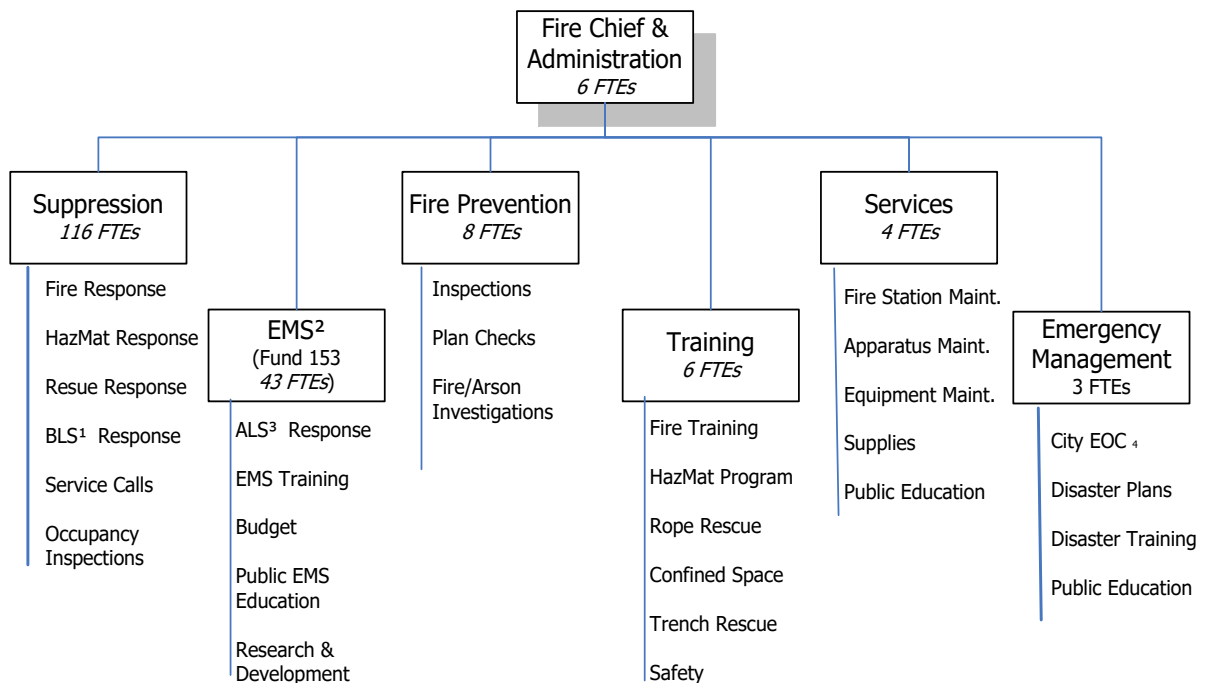 Fire Chief &
Administration
6 FTEs
Suppression
116 FTEs
Fire Response
HazMat Response
Resue Response
BLS¹ Response
Service Calls
Occupancy
Inspections
EMS²
(Fund 153
43 FTEs)
ALS³ Response
EMS Training
Budget
Public EMS
Education
Research &
Development
Fire Prevention
8 FTEs
Inspections
Plan Checks
Fire/Arson
Investigations
Training
6 FTEs
Fire Training
HazMat Program
Rope Rescue
Confined Space
Trench Rescue
Safety
Services
4 FTEs
Fire Station Maint.
Apparatus Maint.
Equipment Maint.
Supplies
Public Education
Emergency
Management
3 FTEs
City EOC ₄
Disaster Plans
Disaster Training
Public Education